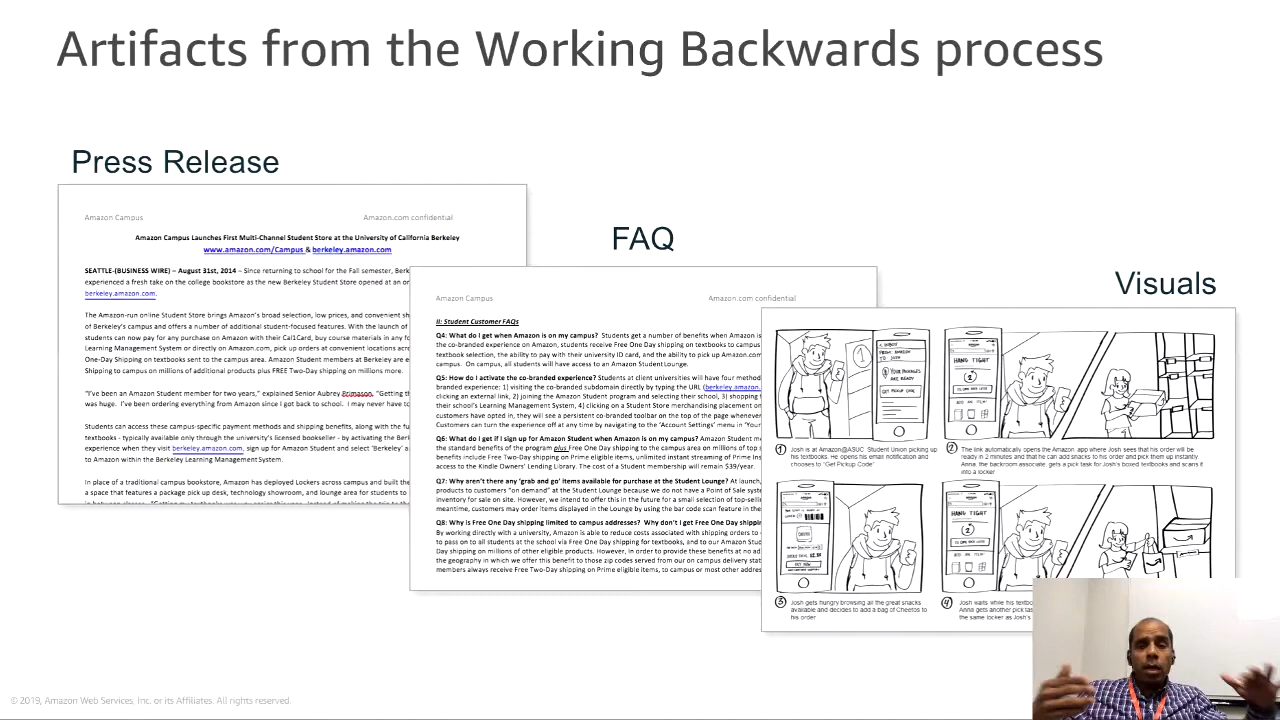 Artifacts from the Working Backwards process
Press Release
Amazon Campus Amazon.com confidential
Amazon Campus Launches First Multi-Channel Student Store at the University of California Berkeley
www.amazon.com/Campus & berkeley.amazon.com
SEATTLE-(BUSINESS WIRE) – August 31st, 2014 – Since returning to school for the Fall semester, Berk
experienced a fresh take on the college bookstore as the new Berkeley Student Store opened at an or
berkeley.amazon.com.
The Amazon-run online Student Store brings Amazon's broad selection, low prices, and convenient sh
of Berkeley's campus and offers a number of additional student-focused features. With the launch of
students can now pay for any purchase on Amazon with their Cal1Card, buy course materials in any fo
Learning Management System or directly on Amazon.com, pick up orders at convenient locations acro
One-Day Shipping on textbooks sent to the campus area. Amazon Student members at Berkeley are e
Shipping to campus on millions of additional products plus FREE Two-Day shipping on millions more.
"I've been an Amazon Student member for two years," explained Senior Aubrey Primason. "Getting t
was huge. I've been ordering everything from Amazon since I got back to school. I may never have to
Students can access these campus-specific payment methods and shipping benefits, along with the fu
textbooks - typically available only through the university's licensed bookseller - by activating the Berk
experience when they visit berkeley.amazon.com, sign up for Amazon Student and select 'Berkeley' a
to Amazon within the Berkeley Learning Management System.
In place of a traditional campus bookstore, Amazon has deployed Lockers across campus and built the
a space that features a package pick up desk, technology showroom, and lounge area for students to
FAQ
Amazon Campus Amazon.com confidential
II: Student Customer FAQs
Q4: What do I get when Amazon is on my campus? Students get a number of benefits when Amazon is
the co-branded experience on Amazon, students receive Free One Day shipping on textbooks to campus
textbook selection, the ability to pay with their university ID card, and the ability to pick up Amazon.com
campus. On campus, all students will have access to an Amazon Student Lounge.
Q5: How do I activate the co-branded experience? Students at client universities will have four method
branded experience: 1) visiting the co-branded subdomain directly by typing the URL (berkeley.amazon.
clicking an external link, 2) joining the Amazon Student program and selecting their school, 3) shopping
their school's Learning Management System, 4) clicking on a Student Store merchandising placement on
customers have opted in, they will see a persistent co-branded toolbar on the top of the page whenever
Customers can turn the experience off at any time by navigating to the 'Account Settings' menu in 'Your
Q6: What do I get if I sign up for Amazon Student when Amazon is on my campus? Amazon Student me
the standard benefits of the program plus Free One Day Shipping to the campus area on millions of top s
benefits include Free Two-Day shipping on Prime eligible items, unlimited instant streaming of Prime Ins
access to the Kindle Owners' Lending Library. The cost of a Student membership will remain $39/year.
Q7: Why aren't there any 'grab and go' items available for purchase at the Student Lounge? At launch,
products to customers "on demand" at the Student Lounge because we do not have a Point of Sale syste
inventory for sale on site. However, we intend to offer this in the future for a small selection of top-selli
meantime, customers may order items displayed in the Lounge by using the bar code scan feature in the
Q8: Why is Free One Day shipping limited to campus addresses? Why don't I get Free One Day shippin
By working directly with a university, Amazon is able to reduce costs associated with shipping orders to c
to pass on to all students at the school via Free One Day shipping for textbooks, and to our Amazon Stud
Day shipping on millions of other eligible products. However, in order to provide these benefits at no ad
the geography in which we offer this benefit to those zip codes served from our on campus delivery stat
members always receive Free Two-Day shipping on Prime eligible items, to campus or most other addres
Visuals
< INBOX
FROM: AMAZON
TO: JOSH
YOUR PACKAGES
ARE READY
GET PICKUP CODE
1 Josh is at Amazon@ASUC Student Union picking up
his textbooks. He opens his email notification and
chooses to "Get Pickup Code"
HANG TIGHT
2
ADD AN ITEM?
2 The link automatically opens the Amazon app where Josh sees that his order will be
ready in 2 minutes and that he can add snacks to his order and pick them up instantly
Anna, the backroom associate, gets a pick task for Josh's boxed textbooks and scans it
into a locker
3 Josh gets hungry browsing all the great snacks
available and decides to add a bag of Cheetos to
his order
HANG TIGHT
2
ADD AN ITEM?
4 Josh waits while his textbo
Anna gets another pick tas
the same locker as Josh's
© 2019, Amazon Web Services, Inc. or its Affiliates. All rights reserved.